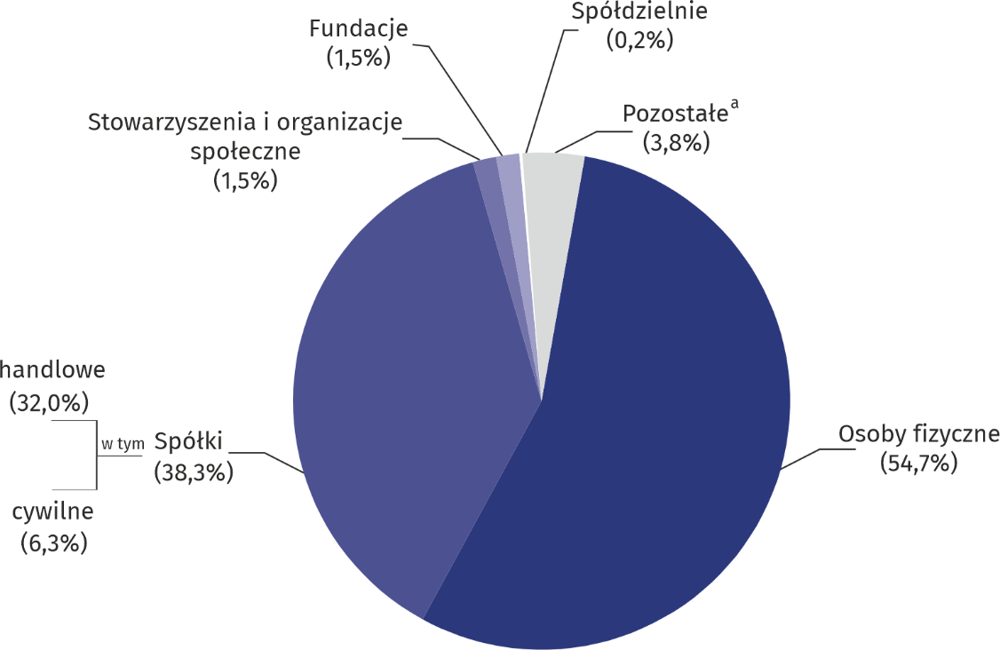 Spółdzielnie
(0,2%)
Fundacje
(1,5%)
Pozostałeᵃ
(3,8%)
Stowarzyszenia i organizacje
społeczne
(1,5%)
handlowe
(32,0%)
w tym
Spółki
(38,3%)
cywilne
(6,3%)
Osoby fizyczne
(54,7%)